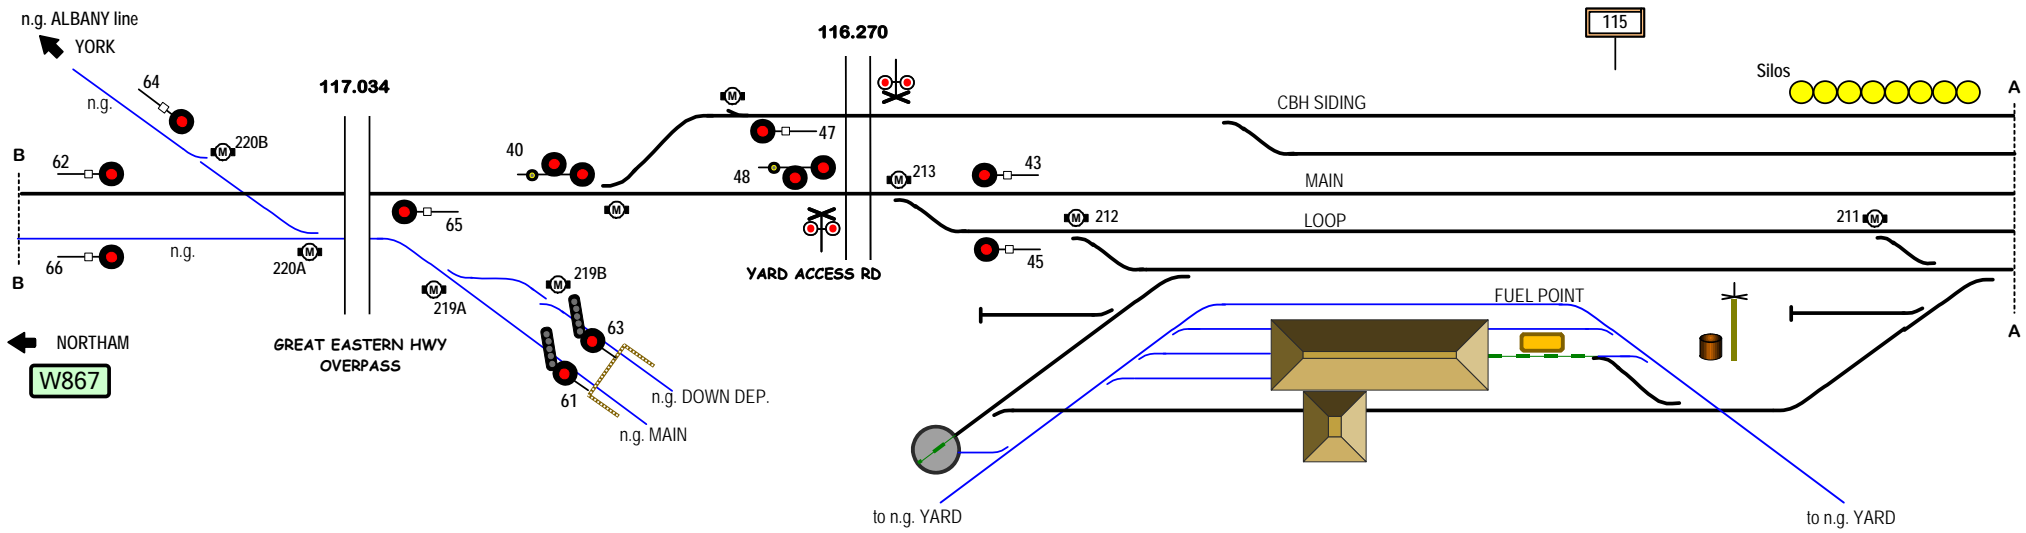 n.g. ALBANY line
YORK
64
n.g.
220B
117.034
116.270
115
Silos
A
CBH SIDING
M
47
B
62
40
48
M
213
43
MAIN
M
65
M
212
LOOP
211
M
n.g.
M
220A
66
B
45
YARD ACCESS RD
M
219A
219B
M
FUEL POINT
63
A
NORTHAM
W867
GREAT EASTERN HWY
OVERPASS
61
n.g. DOWN DEP.
n.g. MAIN
to n.g. YARD
to n.g. YARD
M